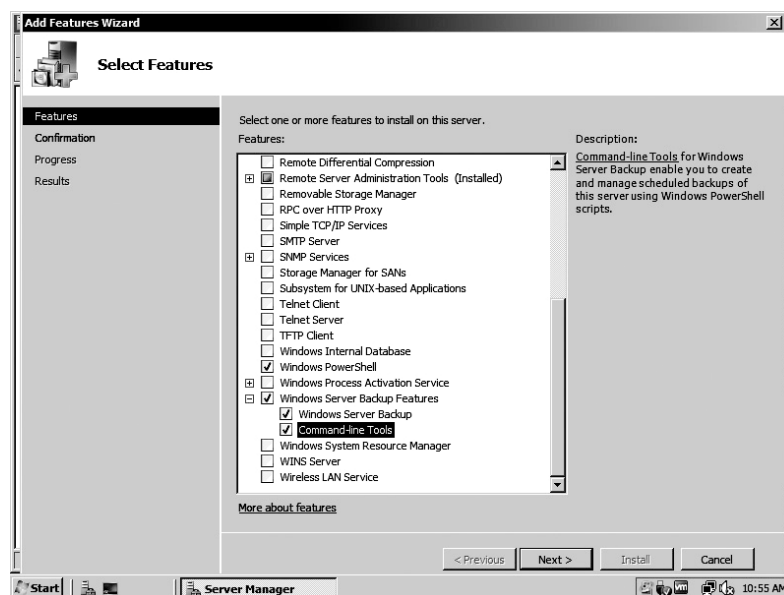 Add Features Wizard
Select Features
Features
Confirmation
Progress
Results
Select one or more features to install on this server.
Features:
Remote Differential Compression
Remote Server Administration Tools (Installed)
Removable Storage Manager
RPC over HTTP Proxy
Simple TCP/IP Services
SMTP Server
SNMP Services
Storage Manager for SANs
Subsystem for UNIX-based Applications
Telnet Client
Telnet Server
TFTP Client
Windows Internal Database
Windows PowerShell
Windows Process Activation Service
Windows Server Backup Features
Windows Server Backup
Command-line Tools
Windows System Resource Manager
WINS Server
Wireless LAN Service
Description:
Command-line Tools for Windows
Server Backup enable you to create
and manage scheduled backups of
this server using Windows PowerShell
scripts.
More about features
< Previous
Next >
Install
Cancel
Start
Server Manager
vm
10:55 AM